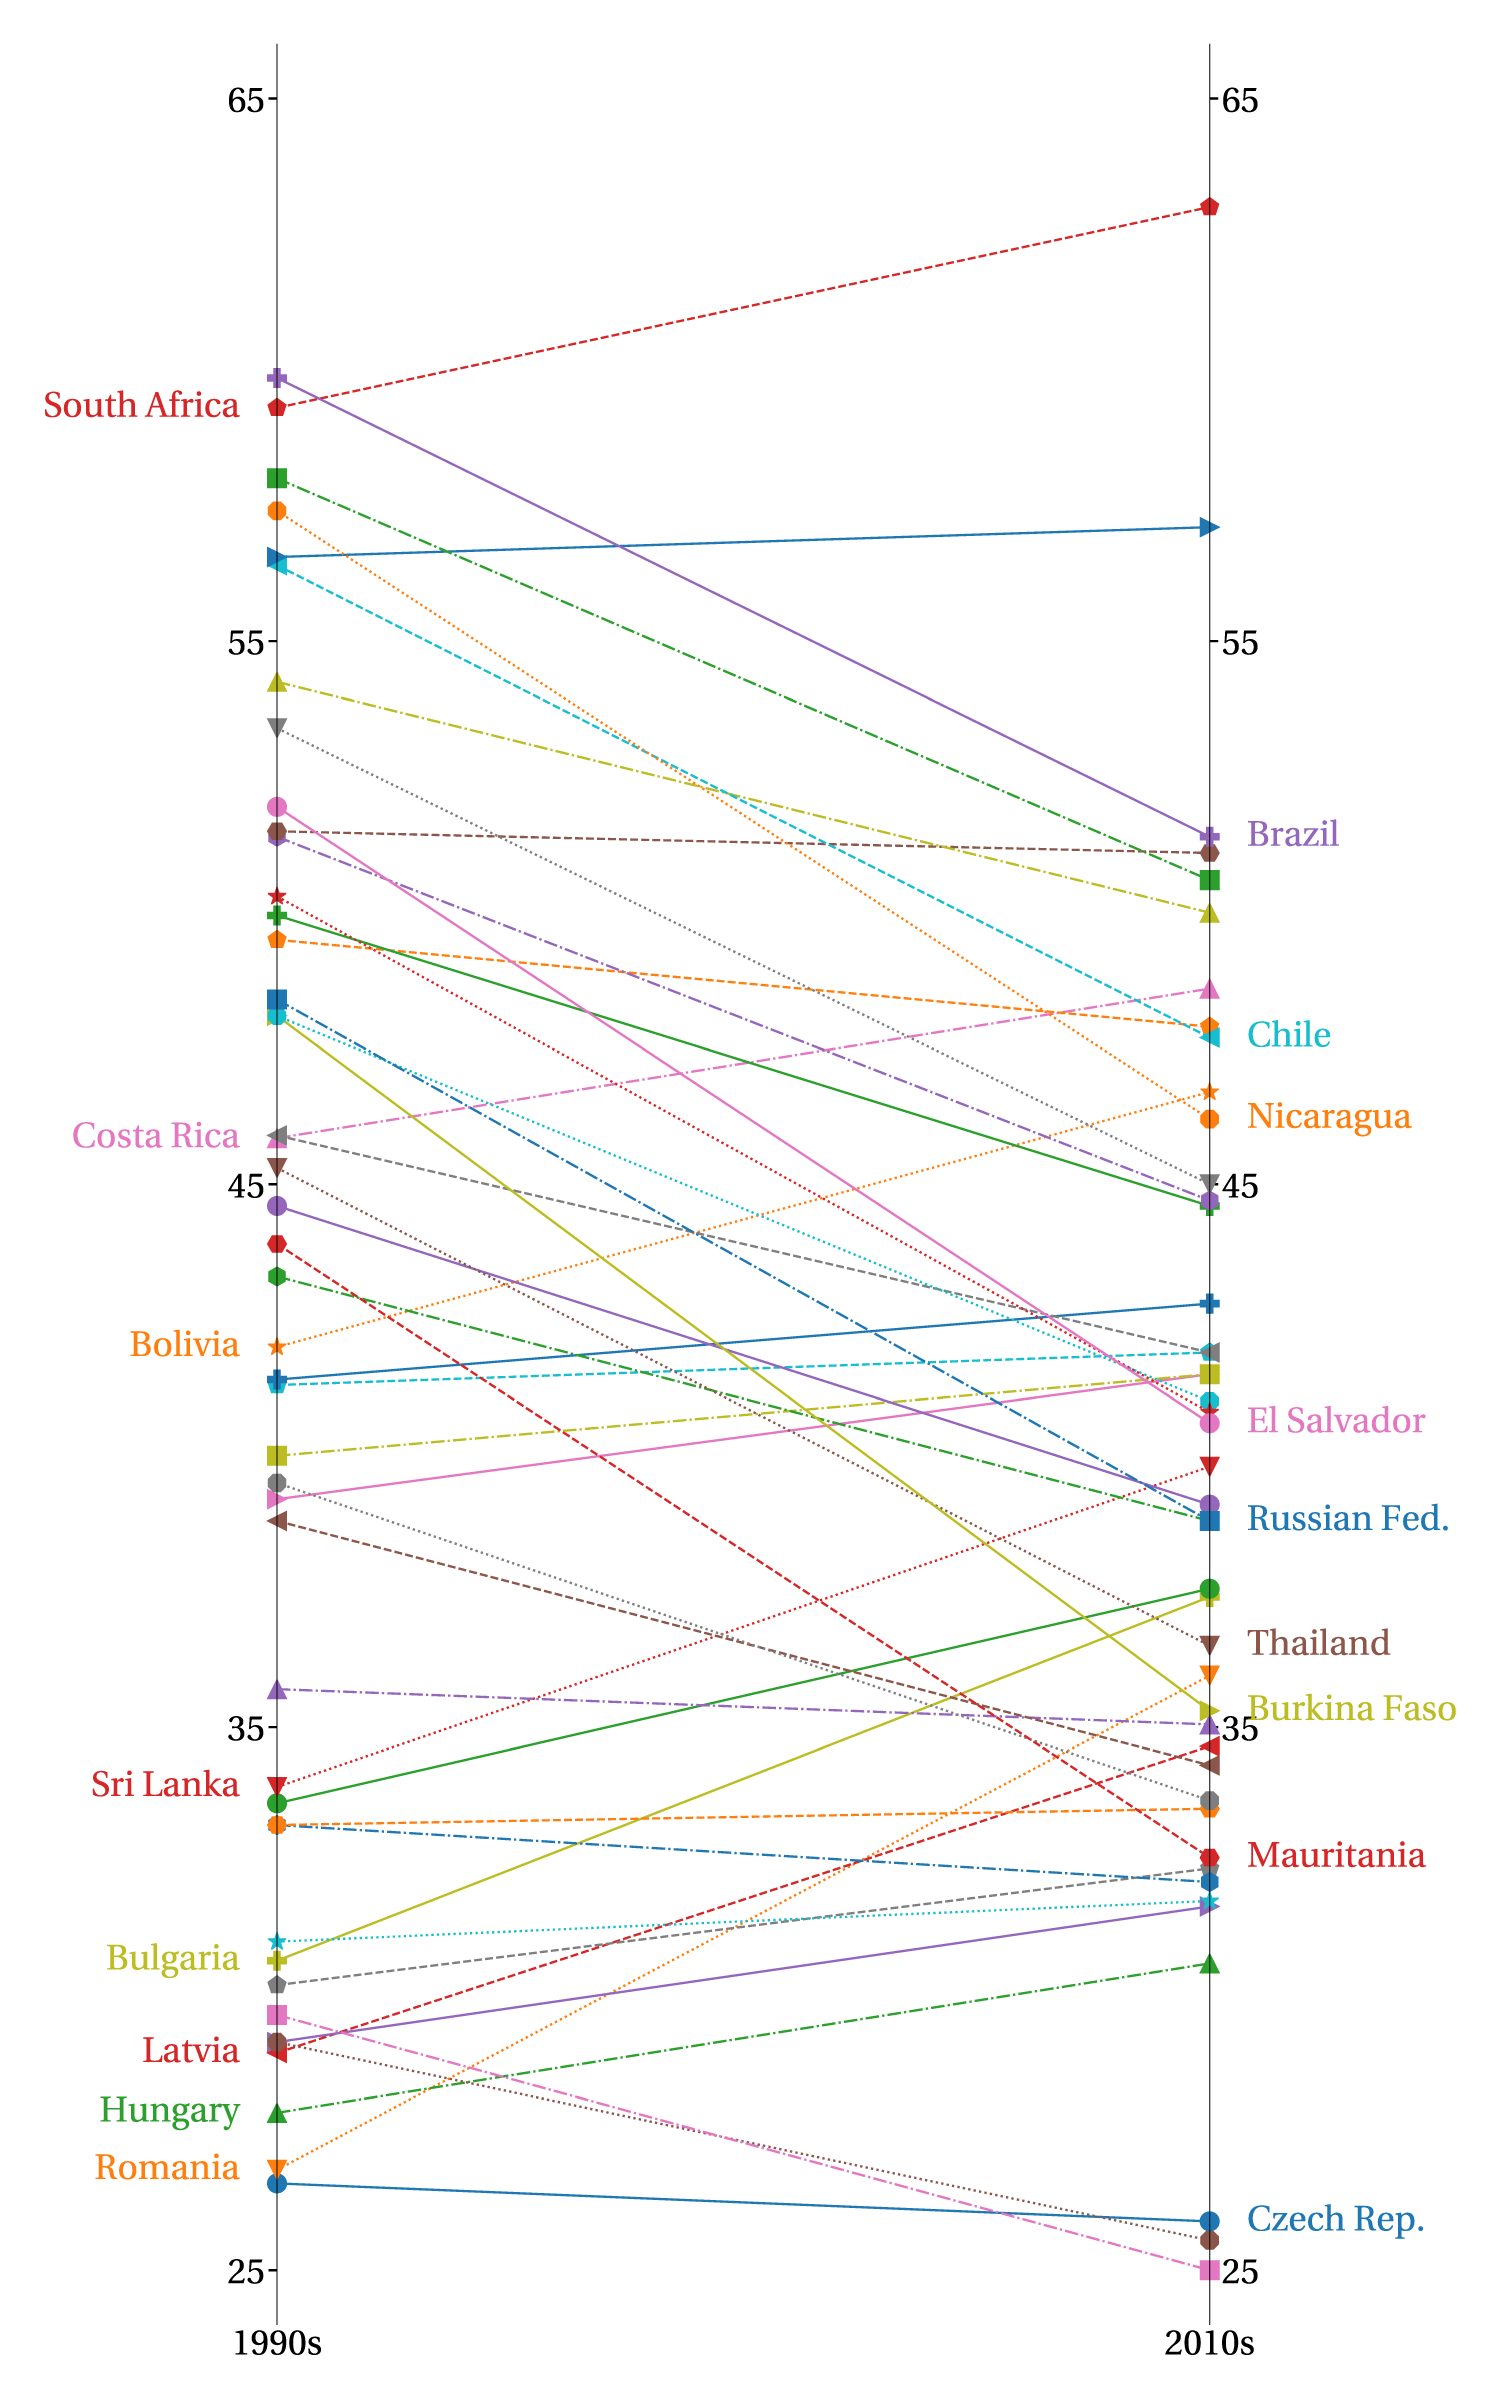 65
65
South Africa
55
55
Brazil
Chile
Nicaragua
Costa Rica
45
45
Bolivia
El Salvador
Russian Fed.
Thailand
Burkina Faso
35
35
Sri Lanka
Mauritania
Bulgaria
Latvia
Hungary
Romania
Czech Rep.
25
25
1990s
2010s